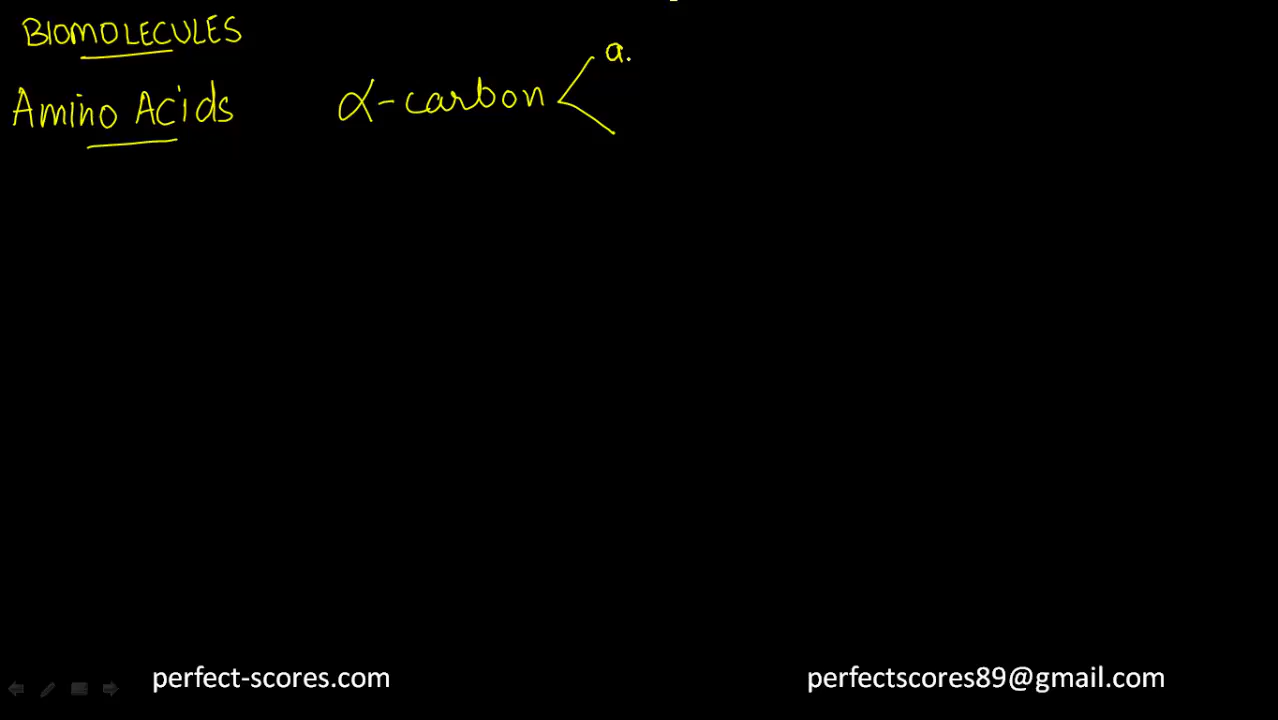 BIOMOLECULES
Amino Acids α-carbon a.
perfect-scores.com perfectscores89@gmail.com